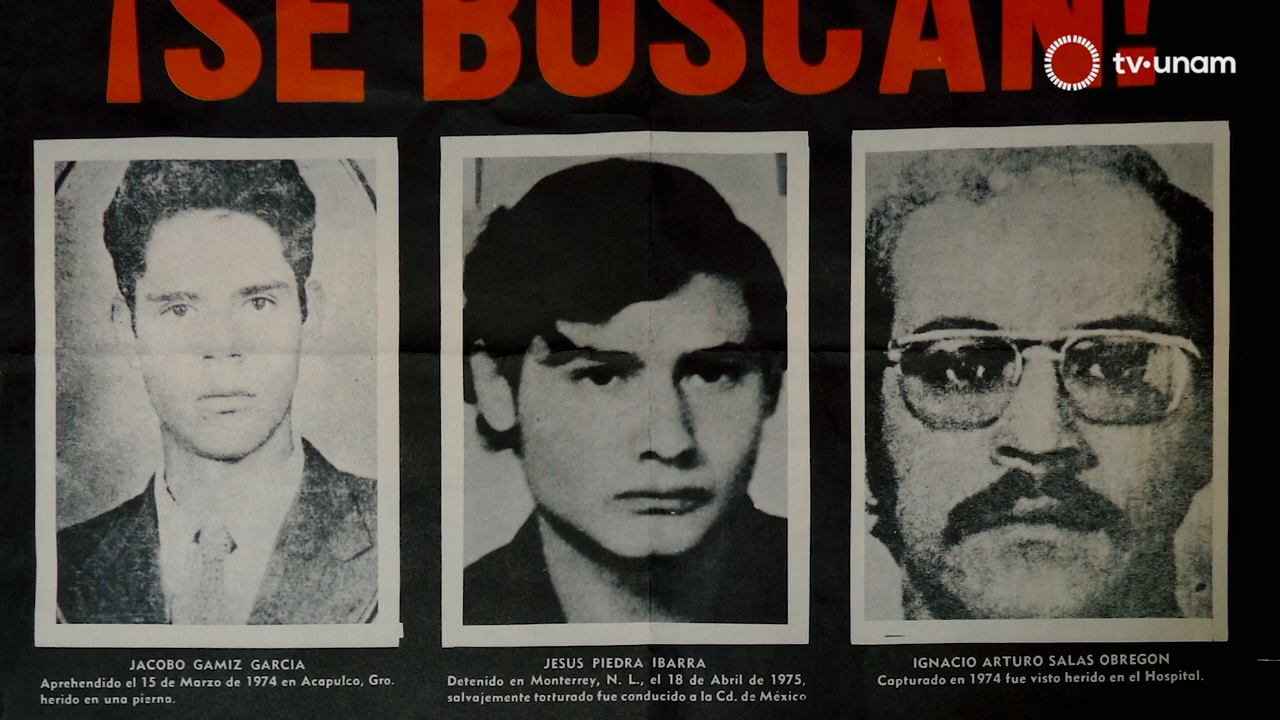 ¡SE BUSCAN!
tv·unam
JACOBO GAMIZ GARCIA
Aprehendido el 15 de Marzo de 1974 en Acapulco, Gro.
herido en una pierna.
JESUS PIEDRA IBARRA
Detenido en Monterrey, N. L., el 18 de Abril de 1975,
salvajemente torturado fue conducido a la Cd. de México
IGNACIO ARTURO SALAS OBREGON
Capturado en 1974 fue visto herido en el Hospital.